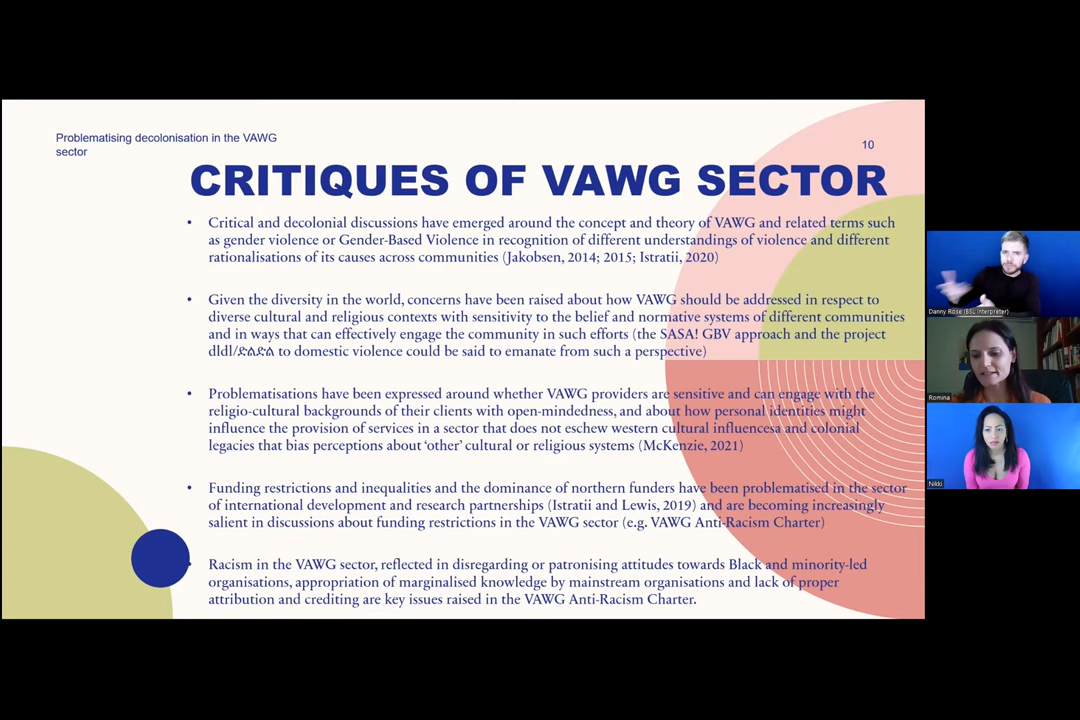 Problematising decolonisation in the VAWG
sector
10
CRITIQUES OF VAWG SECTOR
• Critical and decolonial discussions have emerged around the concept and theory of VAWG and related terms such
as gender violence or Gender-Based Violence in recognition of different understandings of violence and different
rationalisations of its causes across communities (Jakobsen, 2014; 2015; Istratii, 2020)
• Given the diversity in the world, concerns have been raised about how VAWG should be addressed in respect to
diverse cultural and religious contexts with sensitivity to the belief and normative systems of different communities
and in ways that can effectively engage the community in such efforts (the SASA! GBV approach and the project
dldl/ድልድል to domestic violence could be said to emanate from such a perspective)
• Problematisations have been expressed around whether VAWG providers are sensitive and can engage with the
religio-cultural backgrounds of their clients with open-mindedness, and about how personal identities might
influence the provision of services in a sector that does not eschew western cultural influencesa and colonial
legacies that bias perceptions about ‘other’ cultural or religious systems (McKenzie, 2021)
• Funding restrictions and inequalities and the dominance of northern funders have been problematised in the sector
of international development and research partnerships (Istratii and Lewis, 2019) and are becoming increasingly
salient in discussions about funding restrictions in the VAWG sector (e.g. VAWG Anti-Racism Charter)
• Racism in the VAWG sector, reflected in disregarding or patronising attitudes towards Black and minority-led
organisations, appropriation of marginalised knowledge by mainstream organisations and lack of proper
attribution and crediting are key issues raised in the VAWG Anti-Racism Charter.
Danny Rose (BSL Interpreter)
Romina
Nikki